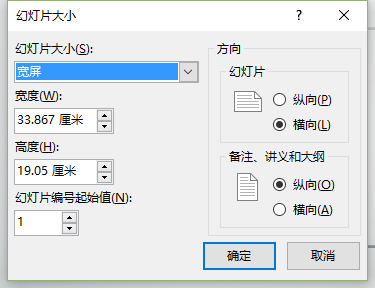 幻灯片大小
?
幻灯片大小(S):
宽屏
宽度(W):
33.867 厘米
高度(H):
19.05 厘米
幻灯片编号起始值(N):
1
方向
幻灯片
纵向(P)
横向(L)
备注、讲义和大纲
纵向(O)
横向(A)
确定
取消